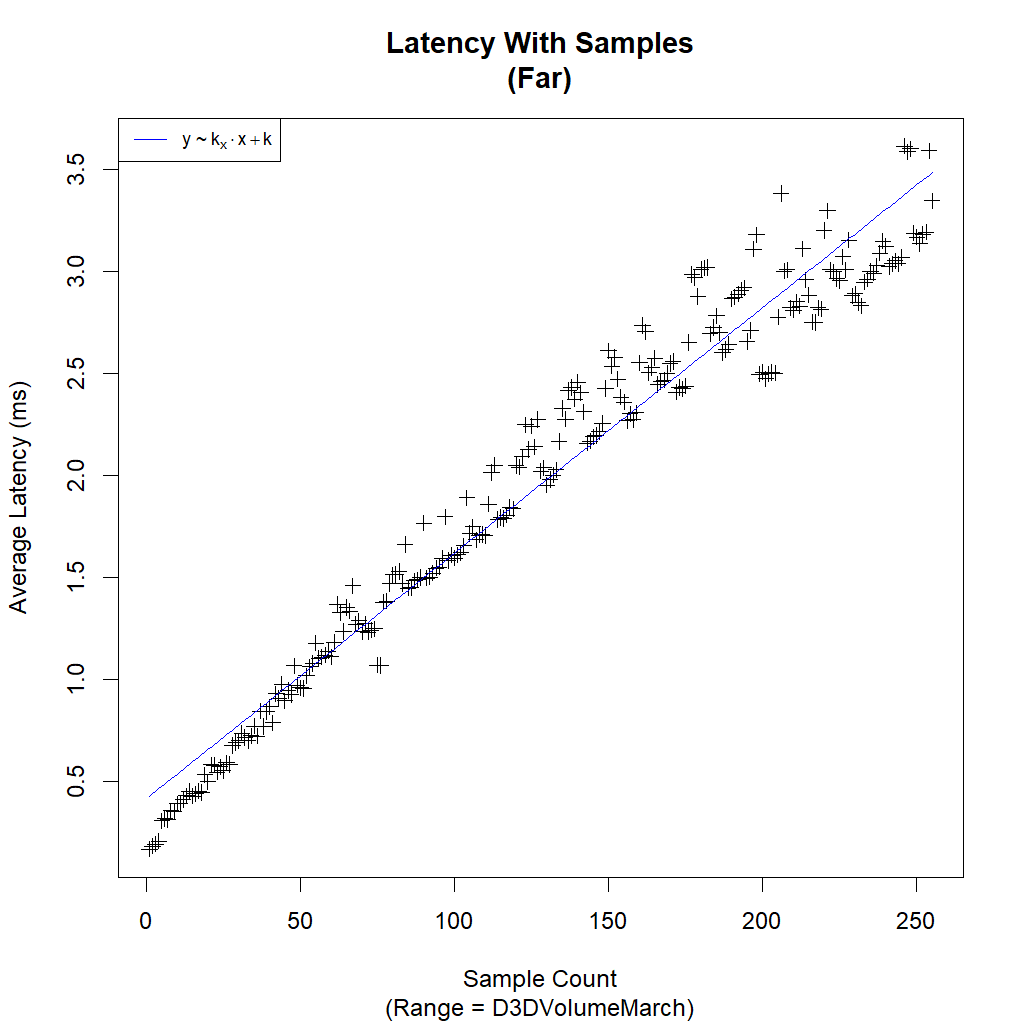 Latency With Samples
(Far)
y ~ kₓ · x + k
Average Latency (ms)
3.5
3.0
2.5
2.0
1.5
1.0
0.5
0 50 100 150 200 250
Sample Count
(Range = D3DVolumeMarch)